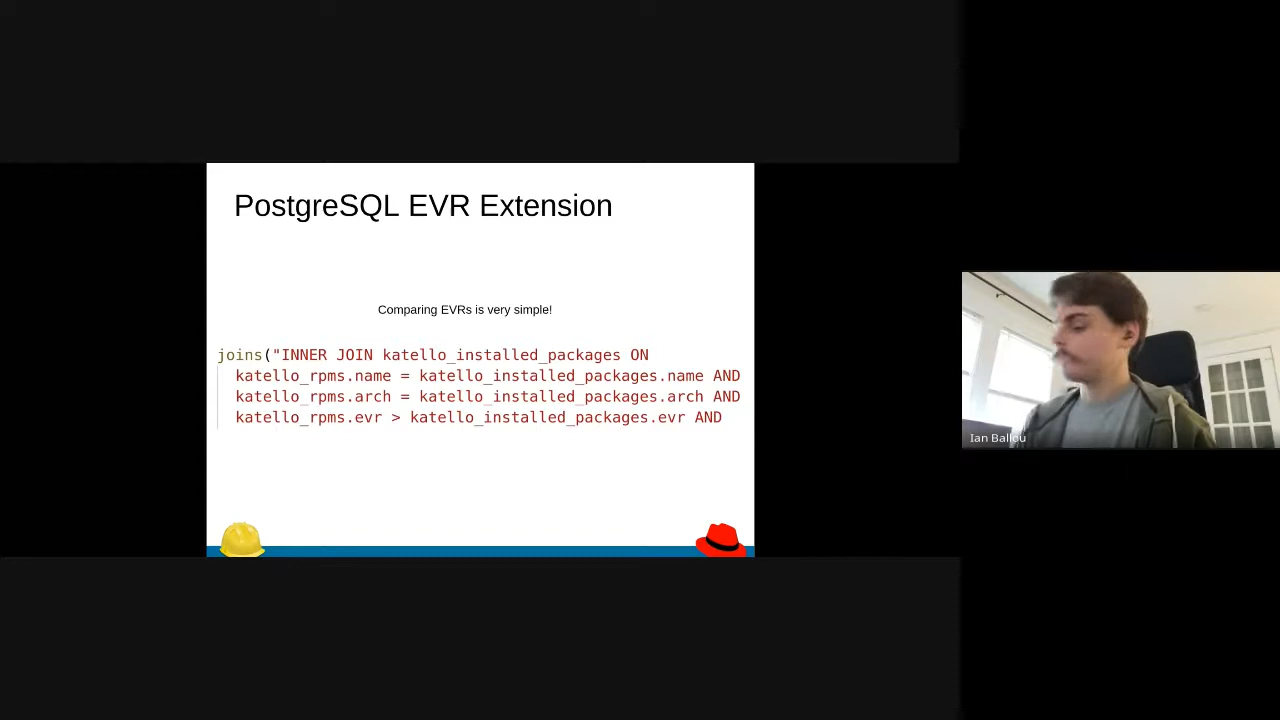 PostgreSQL EVR Extension
Comparing EVRs is very simple!
joins("INNER JOIN katello_installed_packages ON
katello_rpms.name = katello_installed_packages.name AND
katello_rpms.arch = katello_installed_packages.arch AND
katello_rpms.evr > katello_installed_packages.evr AND
Ian Ballou